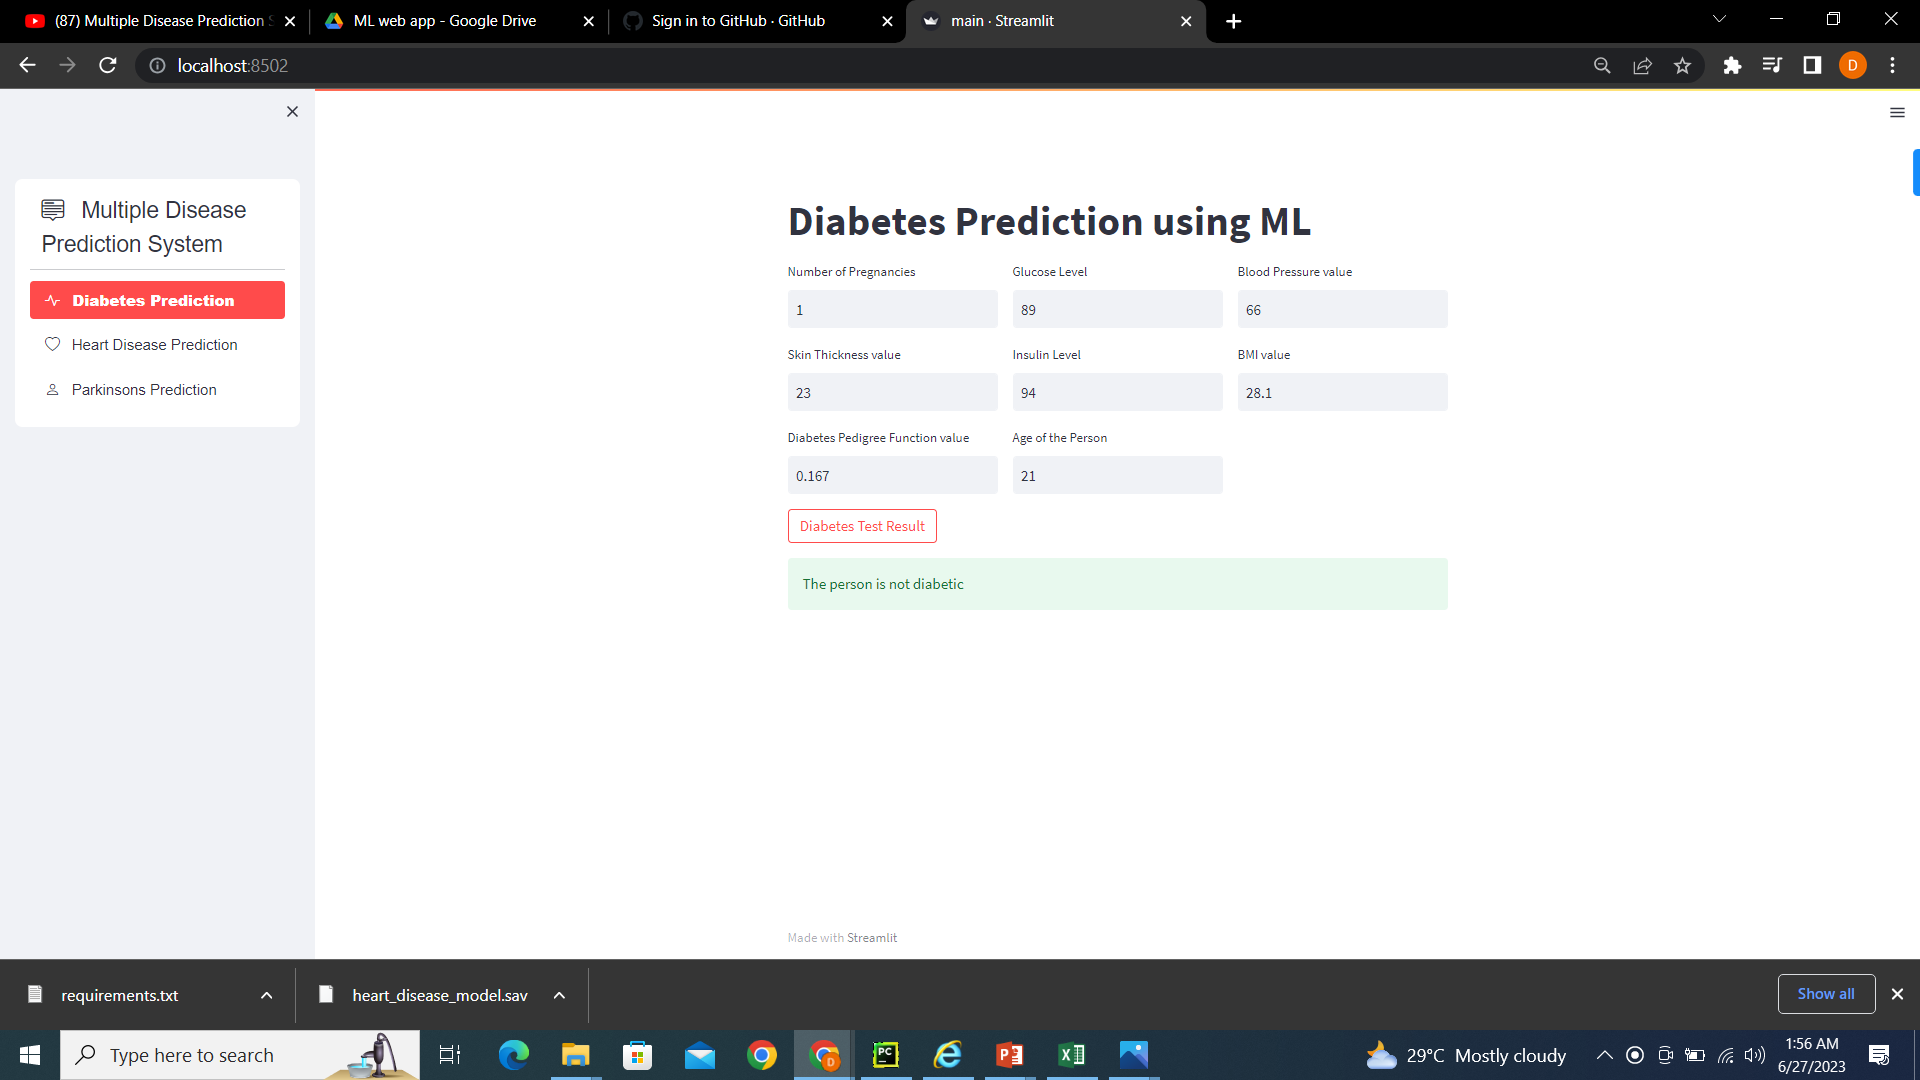 (87) Multiple Disease Prediction S
ML web app - Google Drive
Sign in to GitHub · GitHub
main · Streamlit
localhost:8502
D
Multiple Disease
Prediction System
Diabetes Prediction
Heart Disease Prediction
Parkinsons Prediction
Diabetes Prediction using ML
Number of Pregnancies
Glucose Level
Blood Pressure value
1
89
66
Skin Thickness value
Insulin Level
BMI value
23
94
28.1
Diabetes Pedigree Function value
Age of the Person
0.167
21
Diabetes Test Result
The person is not diabetic
Made with Streamlit
requirements.txt
heart_disease_model.sav
Show all
Type here to search
D
PC
29°C Mostly cloudy
1:56 AM
6/27/2023